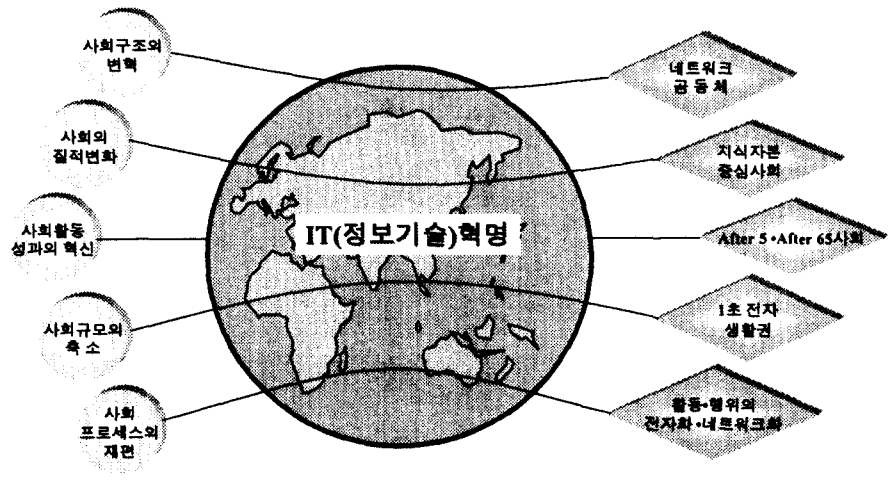 사회구조의
변혁
네트워크
공 동 체
사회의
질적변화
지식자본
중심사회
사회활동
성과의 혁신
IT(정보기술)혁명
After 5•After 65사회
사회규모의
축 소
1초 전자
생활권
사회
프로세스의
재편
활동•행위의
전자화•네트워크화